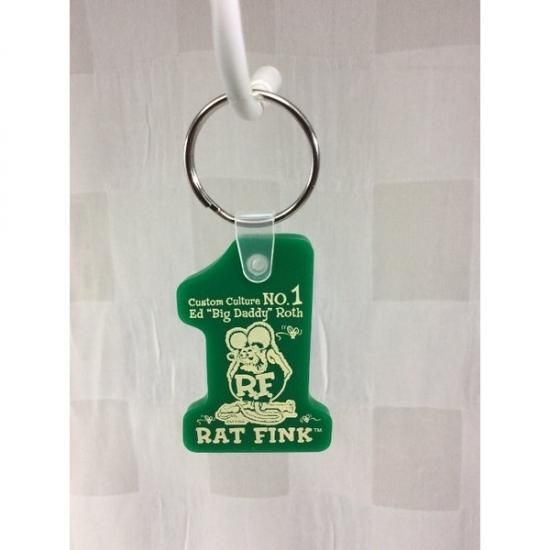 Custom Culture NO.1
Ed "Big Daddy" Roth
RF
RAT FINK™